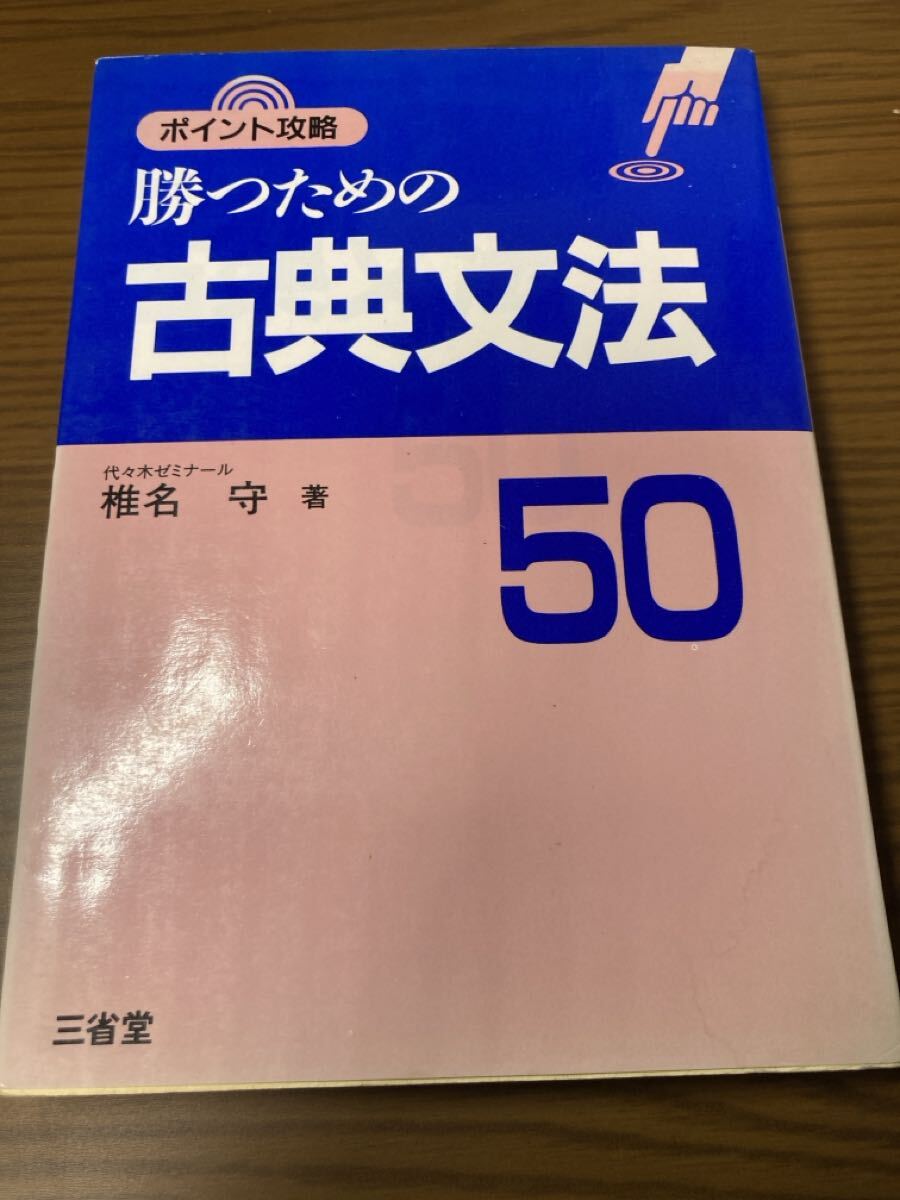 ポイント攻略
勝つための
古典文法
50
代々木ゼミナール
椎名 守 著
三省堂